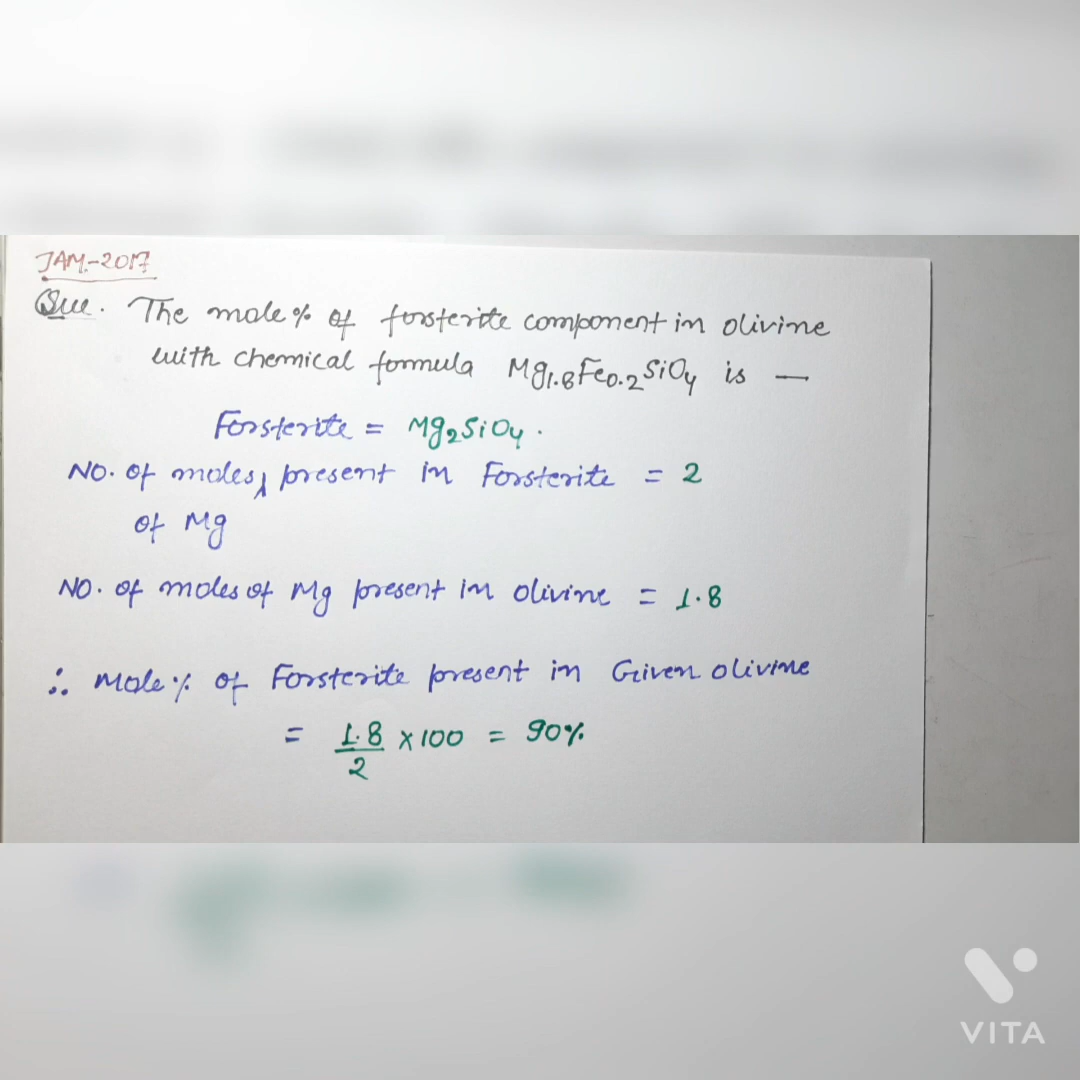 JAM-2017
Que. The mole% of forsterite component in olivine
with chemical formula Mg1.8Fe0.2SiO4 is —
Forsterite = Mg2SiO4.
NO. of moles present in Forsterite = 2
of Mg
NO. of moles of Mg present in olivine = 1.8
∴ Mole% of Forsterite present in Given olivine
= 1.8/2 × 100 = 90%
VITA